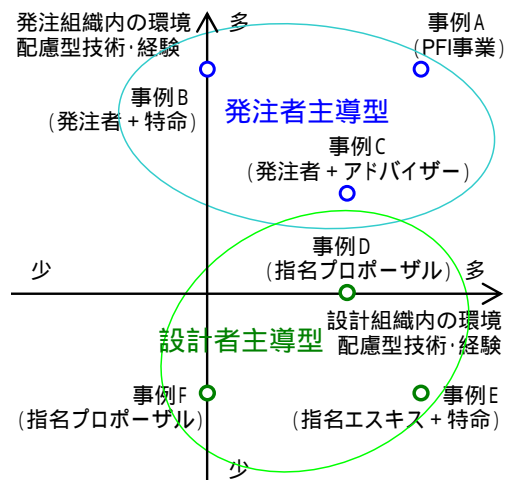 発注組織内の環境
配慮型技術・経験
多
事例A
(PFI事業)
事例B
(発注者+特命)
発注者主導型
事例C
(発注者+アドバイザー)
事例D
(指名プロポーザル)
少
多
設計組織内の環境
配慮型技術・経験
設計者主導型
事例F
(指名プロポーザル)
事例E
(指名エスキス+特命)
少